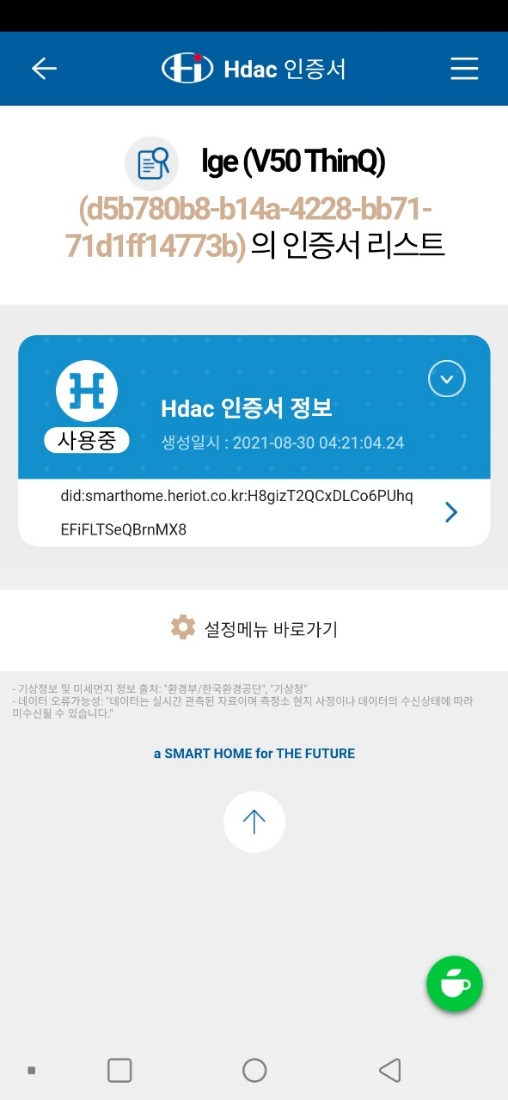 Hdac 인증서
lge (V50 ThinQ)
(d5b780b8-b14a-4228-bb71-
71d1ff14773b) 의 인증서 리스트
사용중
Hdac 인증서 정보
생성일시 : 2021-08-30 04:21:04.24
did:smarthome.heriot.co.kr:H8gizT2QCxDLCo6PUhq
EFiFLTSeQBrnMX8
설정메뉴 바로가기
- 기상정보 및 미세먼지 정보 출처: "환경부/한국환경공단", "기상청"
- 데이터 오류가능성: "데이터는 실시간 관측된 자료이며 측정소 현지 사정이나 데이터의 수신상태에 따라
미수신될 수 있습니다."
a SMART HOME for THE FUTURE